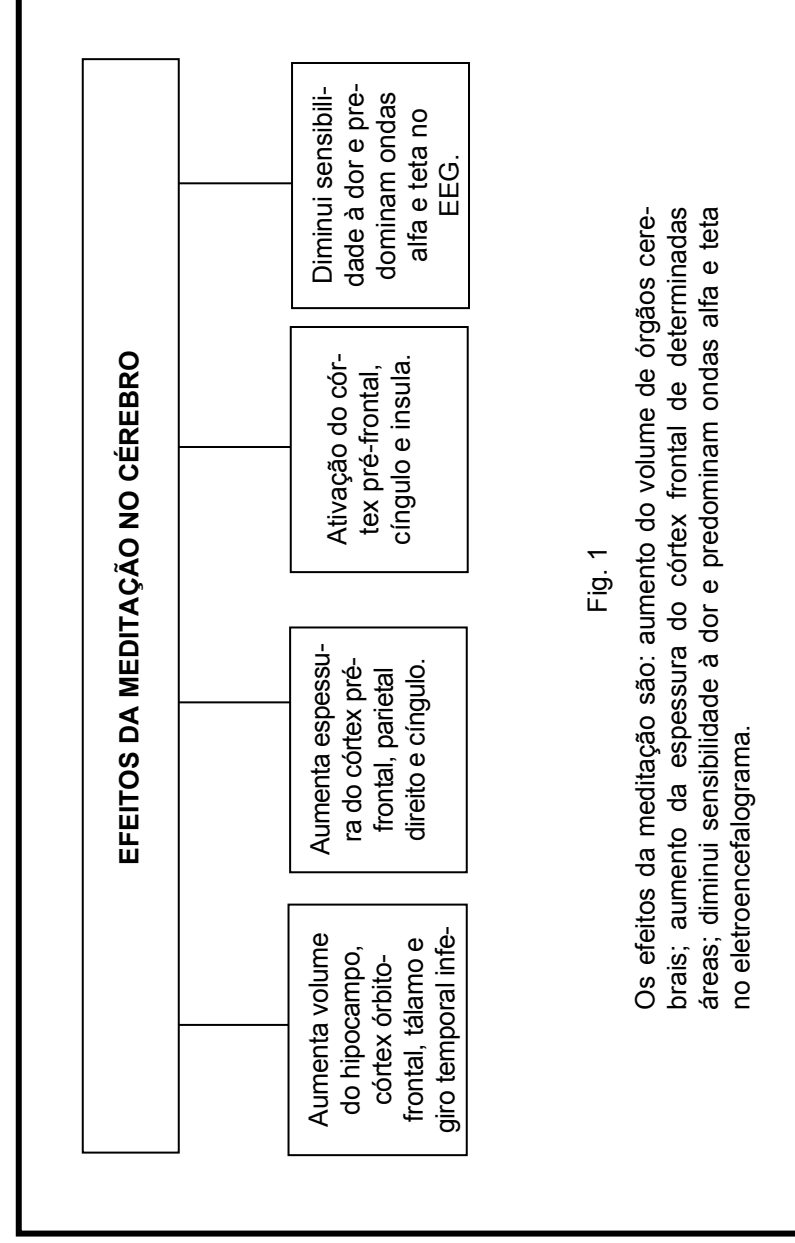 EFEITOS DA MEDITAÇÃO NO CÉREBRO
Aumenta volume
do hipocampo,
córtex órbito-
frontal, tálamo e
giro temporal infe-
Aumenta espessu-
ra do córtex pré-
frontal, parietal
direito e cíngulo.
Ativação do cór-
tex pré-frontal,
cíngulo e insula.
Diminui sensibili-
dade à dor e pre-
dominam ondas
alfa e teta no
EEG.
Fig. 1
Os efeitos da meditação são: aumento do volume de órgãos cere-
brais; aumento da espessura do córtex frontal de determinadas
áreas; diminui sensibilidade à dor e predominam ondas alfa e teta
no eletroencefalograma.